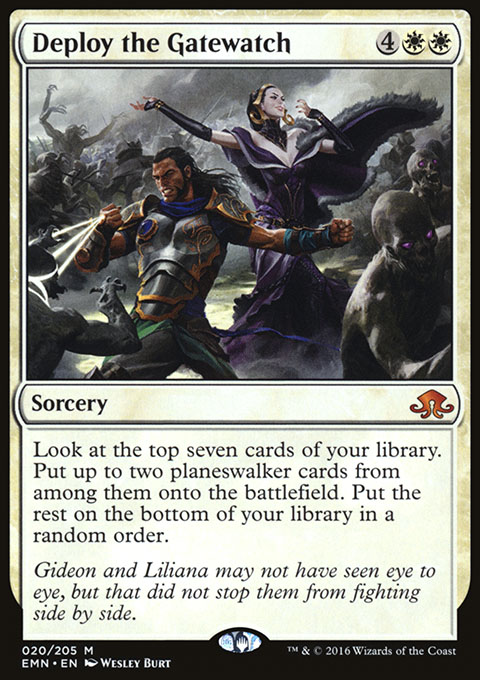 Deploy the Gatewatch 4
Sorcery
Look at the top seven cards of your library.
Put up to two planeswalker cards from
among them onto the battlefield. Put the
rest on the bottom of your library in a
random order.
Gideon and Liliana may not have seen eye to
eye, but that did not stop them from fighting
side by side.
020/205 M
EMN • EN Wesley Burt
™ & © 2016 Wizards of the Coast